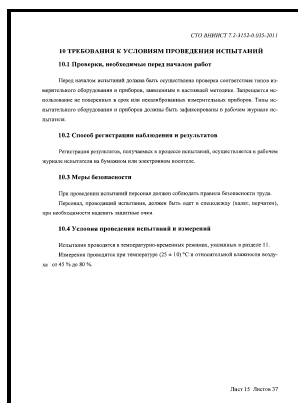 СТО ВНИИСТ 7.2-3152-0.035-2011
10 ТРЕБОВАНИЯ К УСЛОВИЯМ ПРОВЕДЕНИЯ ИСПЫТАНИЙ
10.1 Проверки, необходимые перед началом работ
Перед началом испытаний должна быть осуществлена проверка соответствия типов из-
мерительного оборудования и приборов, заявленным в настоящей методике. Запрещается ис-
пользование не поверенных в срок или некалиброванных измерительных приборов. Типы ис-
пытательного оборудования и приборов должны быть зафиксированы в рабочем журнале ис-
пытателя.
10.2 Способ регистрации наблюдения и результатов
Регистрация результатов, получаемых в процессе испытаний, осуществляется в рабочем
журнале испытателя на бумажном или электронном носителе.
10.3 Меры безопасности
При проведении испытаний персонал должен соблюдать правила безопасности труда.
Персонал, проводящий испытания, должен быть одет в спецодежду (халат, перчатки),
при необходимости надевать защитные очки.
10.4 Условия проведения испытаний и измерений
Испытания проводятся в температурно-временных режимах, указанных в разделе 11.
Измерения проводятся при температуре (25 ± 10) °С и относительной влажности возду-
ха от 45 % до 80 %.
Лист 15 Листов 37